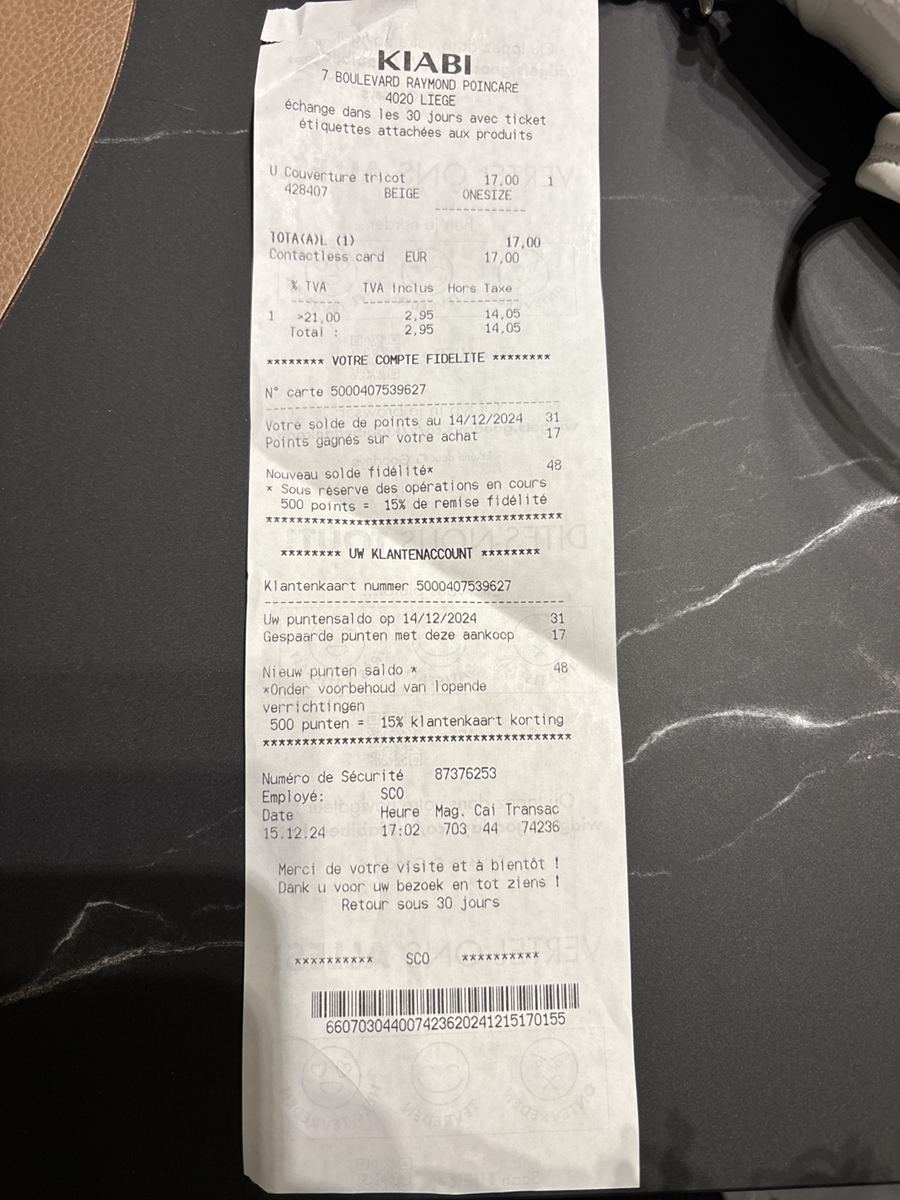 KIABI
7 BOULEVARD RAYMOND POINCARE
4020 LIEGE
échange dans les 30 jours avec ticket
étiquettes attachées aux produits
U Couverture tricot 17,00 1
428407 BEIGE ONESIZE
-------------
TOTA(A)L (1) 17,00
Contactless card EUR 17,00
% TVA TVA Inclus Hors Taxe
------- ------------- ----------
1 >21,00 2,95 14,05
Total : 2,95 14,05
******** VOTRE COMPTE FIDELITE ********
N° carte 5000407539627
----------------------------------------
Votre solde de points au 14/12/2024 31
Points gagnés sur votre achat 17
Nouveau solde fidélité* 48
* Sous réserve des opérations en cours
500 points = 15% de remise fidélité
****************************************
******** UW KLANTENACCOUNT ********
Klantenkaart nummer 5000407539627
----------------------------------------
Uw puntensaldo op 14/12/2024 31
Gespaarde punten met deze aankoop 17
Nieuw punten saldo * 48
*Onder voorbehoud van lopende
verrichtingen
500 punten = 15% klantenkaart korting
****************************************
Numéro de Sécurité 87376253
Employé: SCO
Date Heure Mag. Cai Transac
15.12.24 17:02 703 44 74236
Merci de votre visite et à bientôt !
Dank u voor uw bezoek en tot ziens !
Retour sous 30 jours
********** SCO **********
66070304400742362024121517​0155